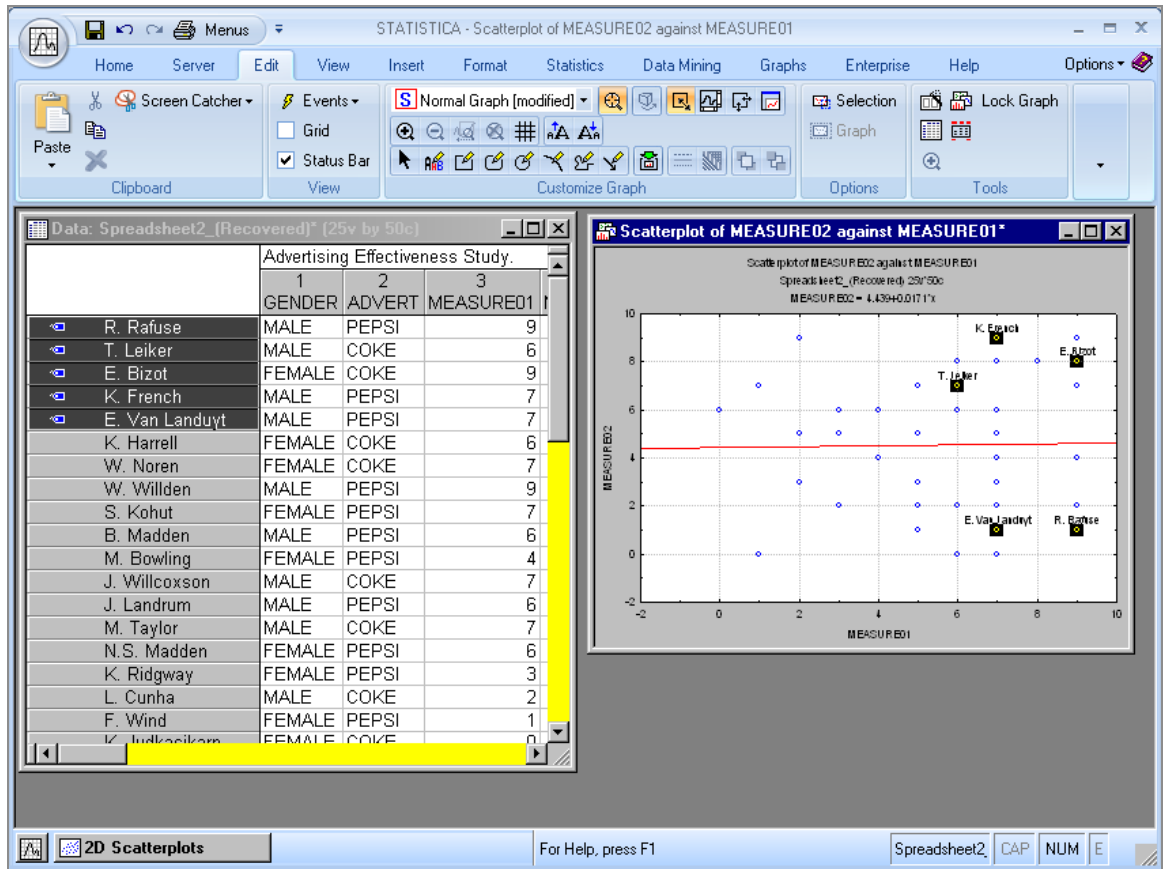 Menus
STATISTICA - Scatterplot of MEASURE02 against MEASURE01
Home Server Edit View Insert Format Statistics Data Mining Graphs Enterprise Help Options
Paste
Screen Catcher
Clipboard
Events
Grid
Status Bar
View
S Normal Graph [modified]
Customize Graph
Selection
Graph
Options
Lock Graph
Tools
Data: Spreadsheet2_(Recovered)* (25v by 50c)
Advertising Effectiveness Study.
1 2 3
GENDER ADVERT MEASURE01
R. Rafuse MALE PEPSI 9
T. Leiker MALE COKE 6
E. Bizot FEMALE COKE 9
K. French MALE PEPSI 7
E. Van Landuyt MALE PEPSI 7
K. Harrell FEMALE COKE 6
W. Noren FEMALE COKE 7
W. Willden MALE PEPSI 9
S. Kohut FEMALE PEPSI 7
B. Madden MALE PEPSI 6
M. Bowling FEMALE PEPSI 4
J. Willcoxson MALE COKE 7
J. Landrum MALE PEPSI 6
M. Taylor MALE COKE 7
N.S. Madden FEMALE PEPSI 6
K. Ridgway FEMALE PEPSI 3
L. Cunha MALE COKE 2
F. Wind FEMALE PEPSI 1
K. Judkasikarn FEMALE COKE 0
Scatterplot of MEASURE02 against MEASURE01*
Scatterplot of MEASURE02 against MEASURE01
Spreadsheet2_(Recovered) 25v*50c
MEASURE02 = 4.439+0.0171*x
10
8
6
4
2
0
-2
MEASURE02
K. French
E. Bizot
T. Leiker
E. Van Landuyt
R. Rafuse
-2 0 2 4 6 8 10
MEASURE01
2D Scatterplots
For Help, press F1
Spreadsheet2,
CAP
NUM
E